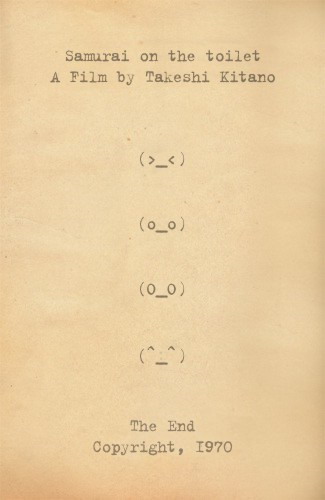 Samurai on the toilet
A Film by Takeshi Kitano
(>_<)
(o_o)
(O_O)
(^_^)
The End
Copyright, I970